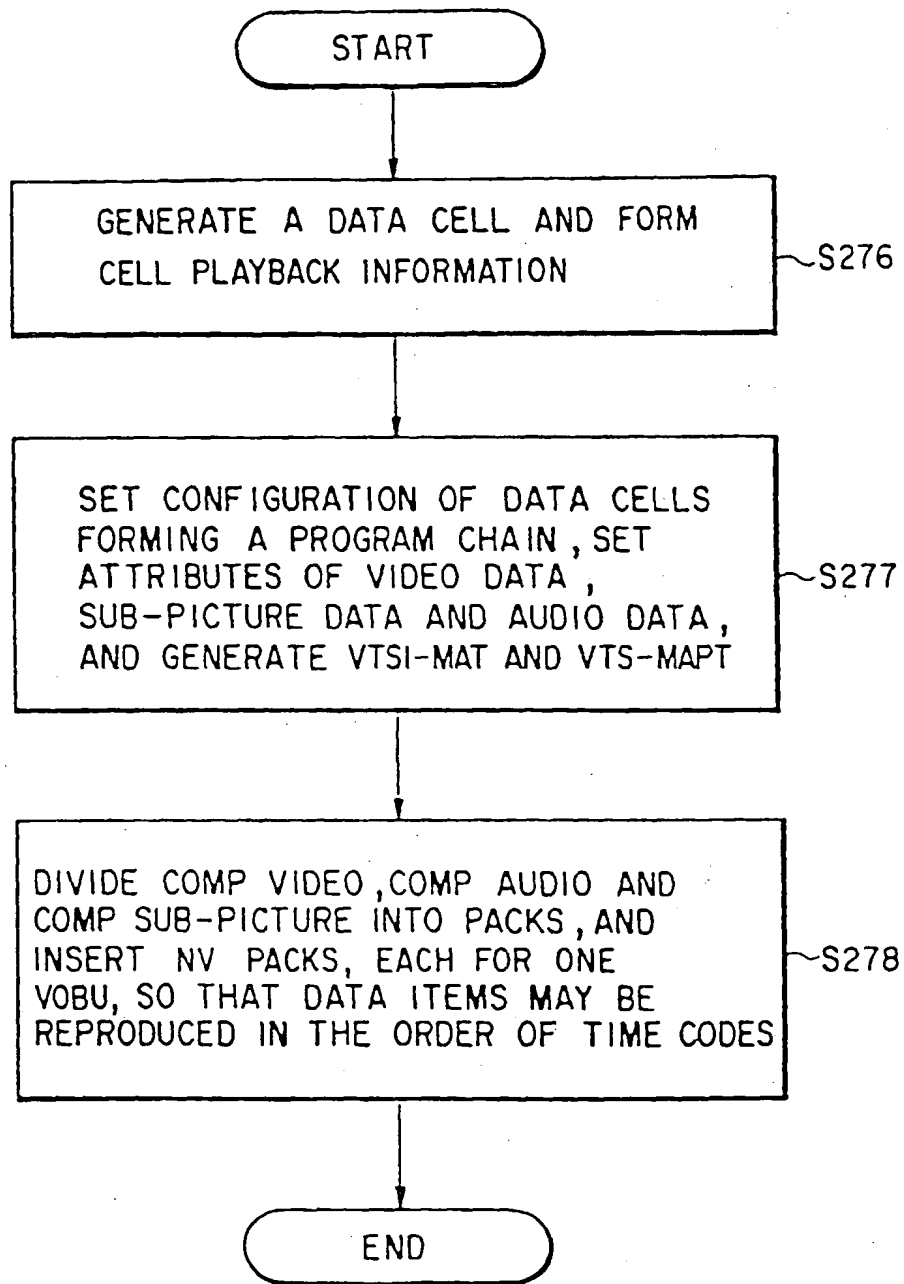 START
GENERATE A DATA CELL AND FORM
CELL PLAYBACK INFORMATION
S276
SET CONFIGURATION OF DATA CELLS
FORMING A PROGRAM CHAIN, SET
ATTRIBUTES OF VIDEO DATA,
SUB-PICTURE DATA AND AUDIO DATA,
AND GENERATE VTSI-MAT AND VTS-MAPT
S277
DIVIDE COMP VIDEO, COMP AUDIO AND
COMP SUB-PICTURE INTO PACKS, AND
INSERT NV PACKS, EACH FOR ONE
VOBU, SO THAT DATA ITEMS MAY BE
REPRODUCED IN THE ORDER OF TIME CODES
S278
END